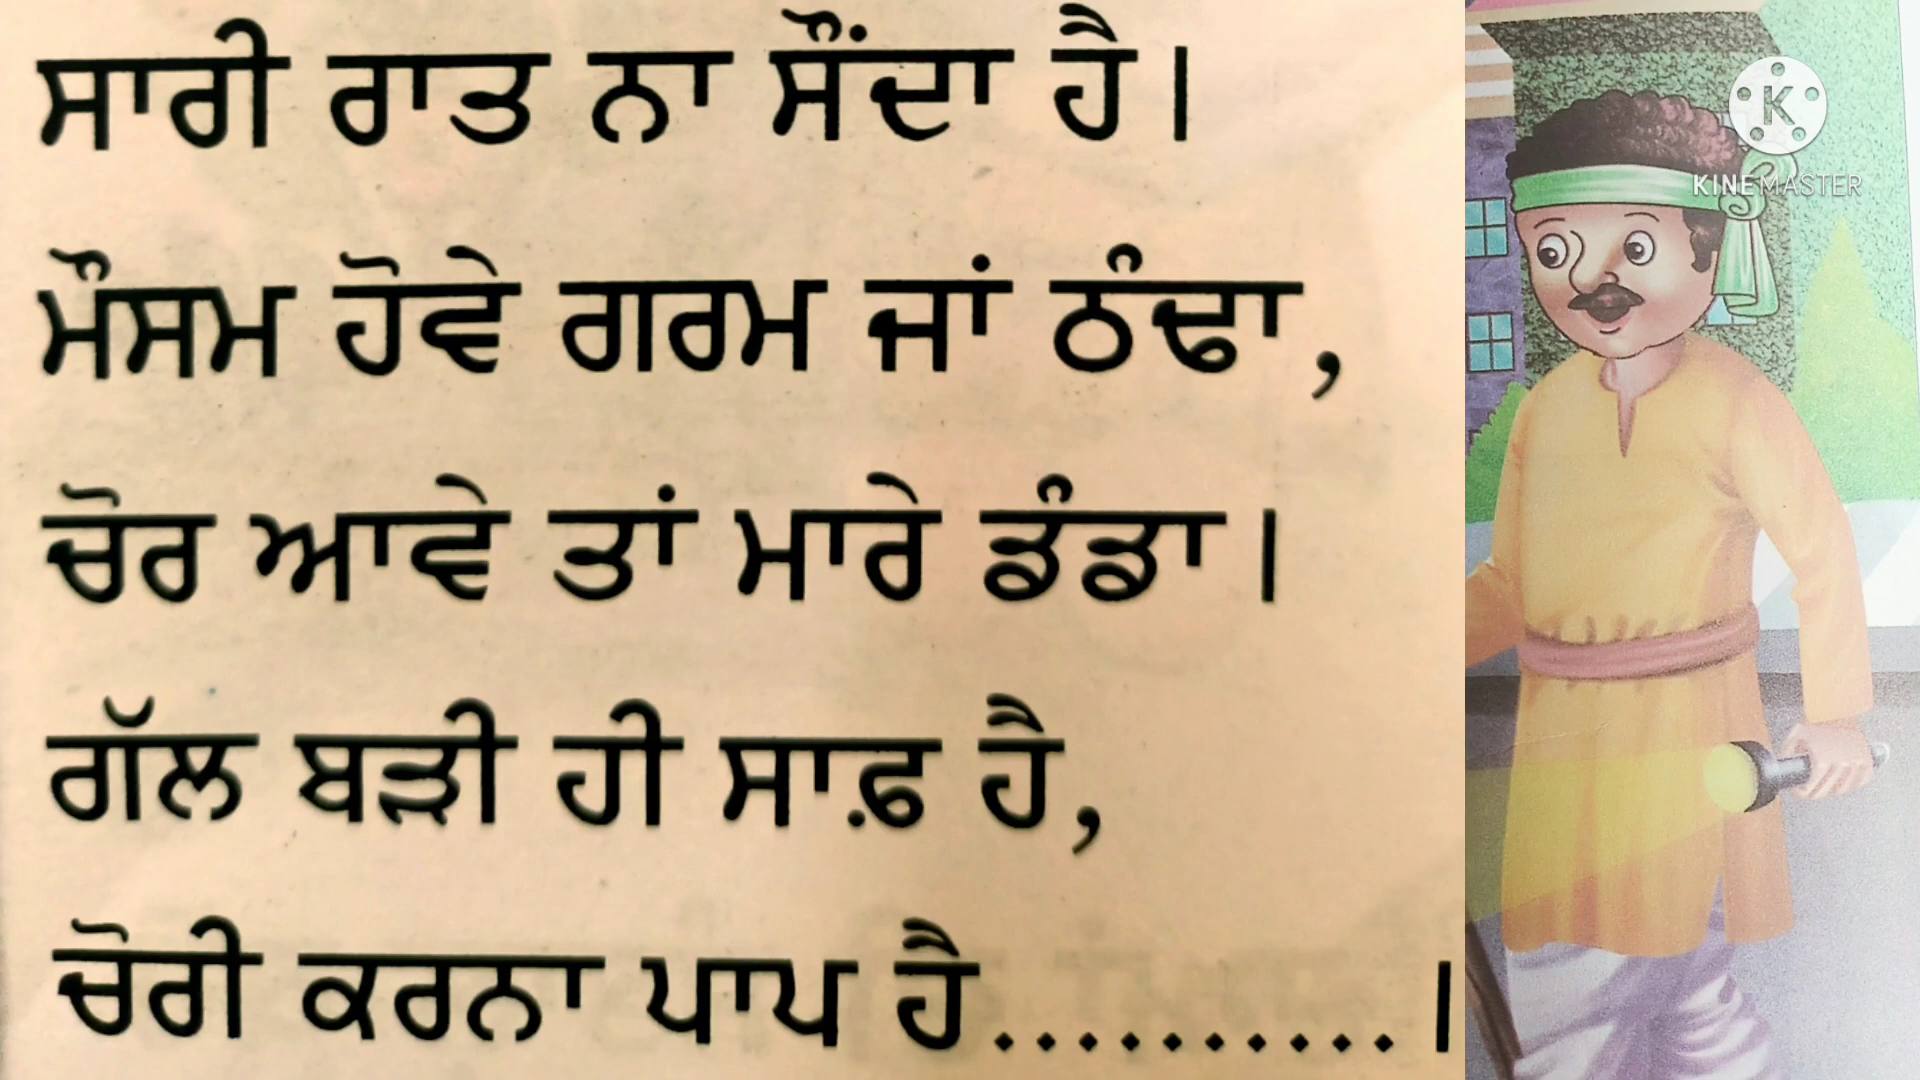 ਸਾਰੀ ਰਾਤ ਨਾ ਸੌਂਦਾ ਹੈ।
ਮੌਸਮ ਹੋਵੇ ਗਰਮ ਜਾਂ ਠੰਢਾ,
ਚੋਰ ਆਵੇ ਤਾਂ ਮਾਰੇ ਡੰਡਾ।
ਗੱਲ ਬੜੀ ਹੀ ਸਾਫ਼ ਹੈ,
ਚੋਰੀ ਕਰਨਾ ਪਾਪ ਹੈ..........।
K
KINEMASTER